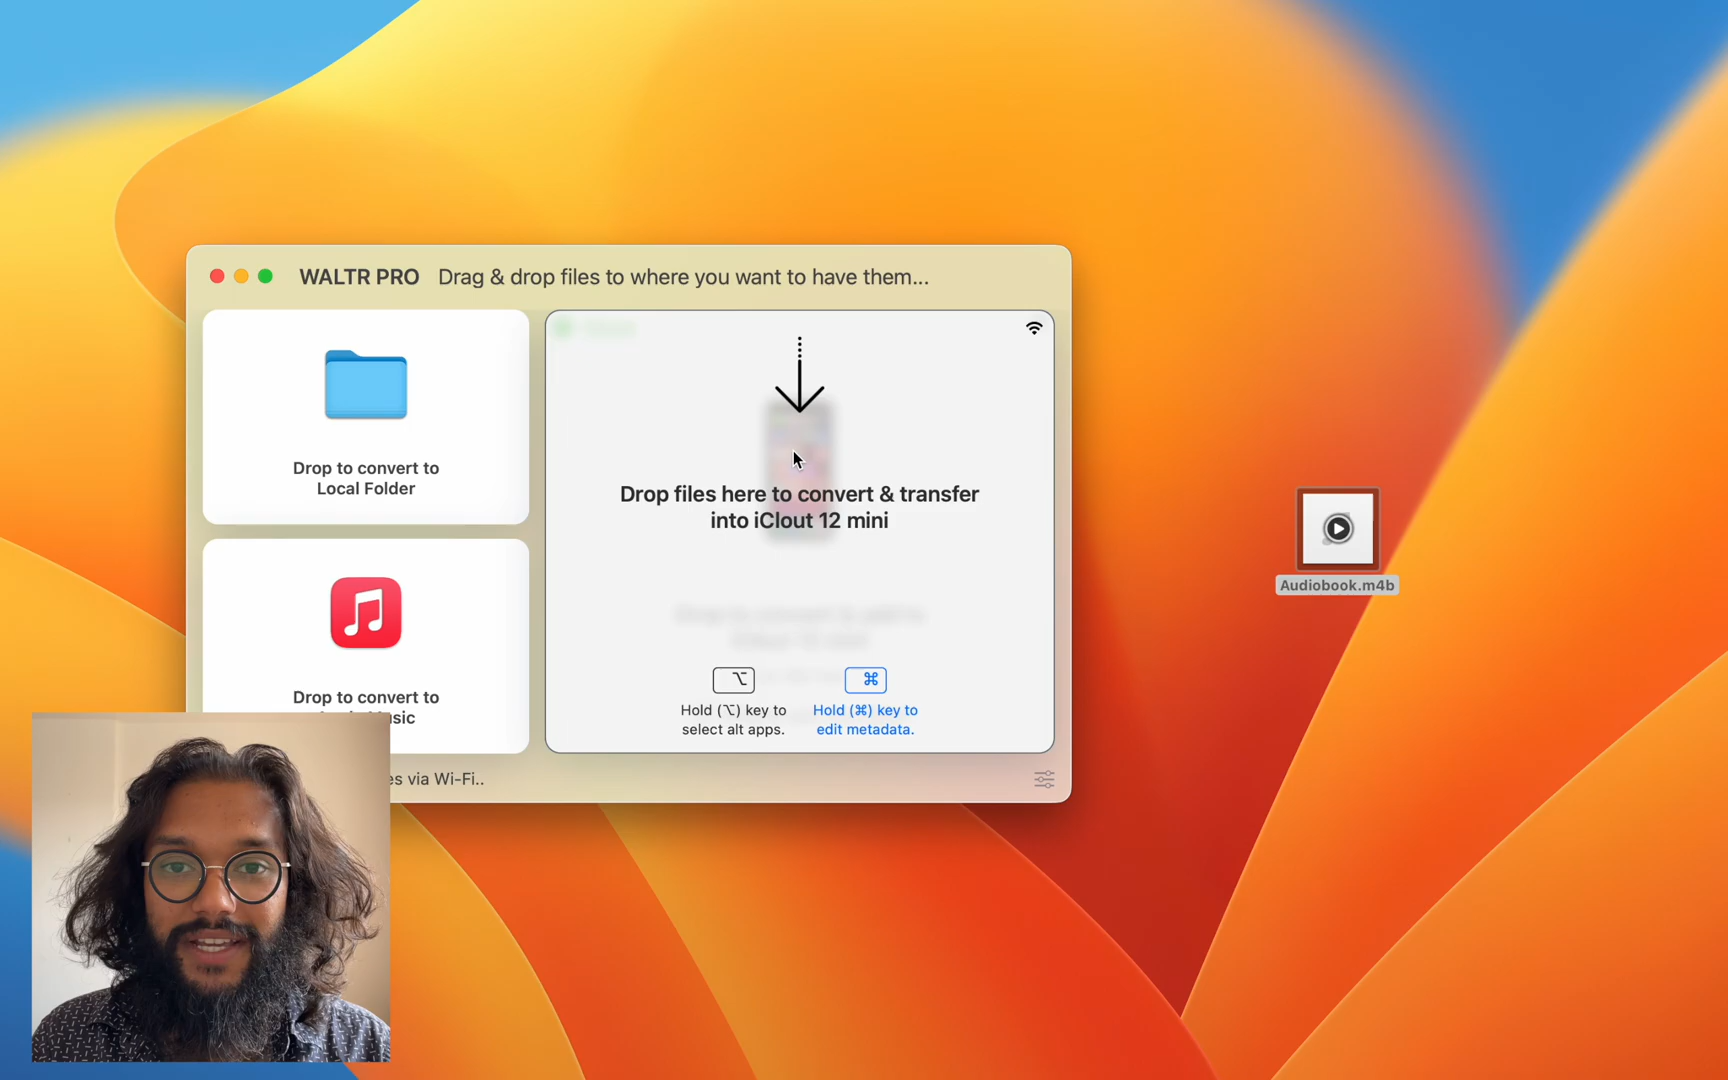 WALTR PRO Drag & drop files to where you want to have them...
Drop to convert to
Local Folder
Drop to convert to
sic
es via Wi-Fi..
Drop files here to convert & transfer
into iClout 12 mini
⌥
Hold (⌥) key to
select alt apps.
⌘
Hold (⌘) key to
edit metadata.
Audiobook.m4b